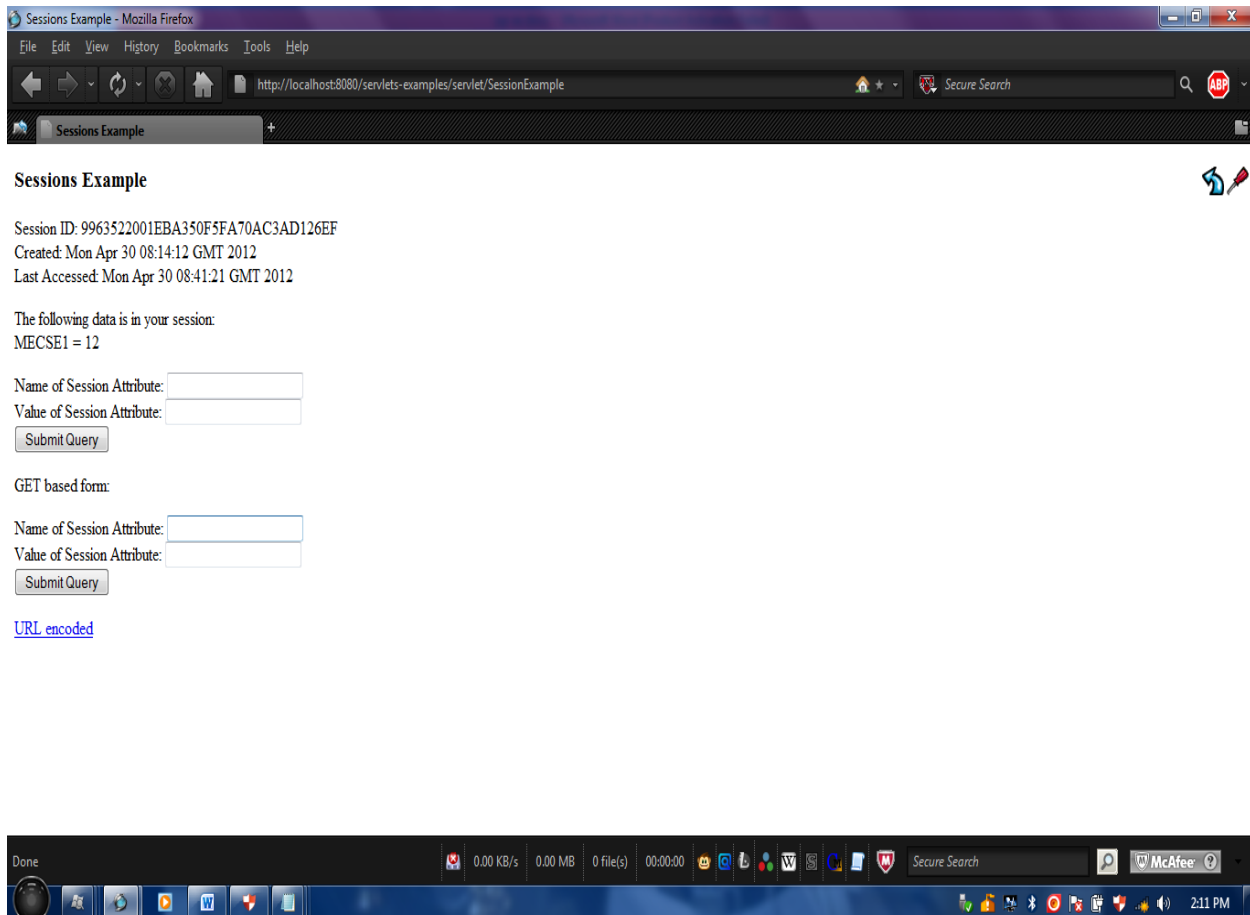 Sessions Example - Mozilla Firefox
File Edit View History Bookmarks Tools Help
http://localhost:8080/servlets-examples/servlet/SessionExample
Secure Search
ABP
Sessions Example
+
Sessions Example
Session ID: 9963522001EBA350F5FA70AC3AD126EF
Created: Mon Apr 30 08:14:12 GMT 2012
Last Accessed: Mon Apr 30 08:41:21 GMT 2012
The following data is in your session:
MECSE1 = 12
Name of Session Attribute:
Value of Session Attribute:
Submit Query
GET based form:
Name of Session Attribute:
Value of Session Attribute:
Submit Query
URL encoded
Done 0.00 KB/s 0.00 MB 0 file(s) 00:00:00 W S Secure Search McAfee ?
W 2:11 PM